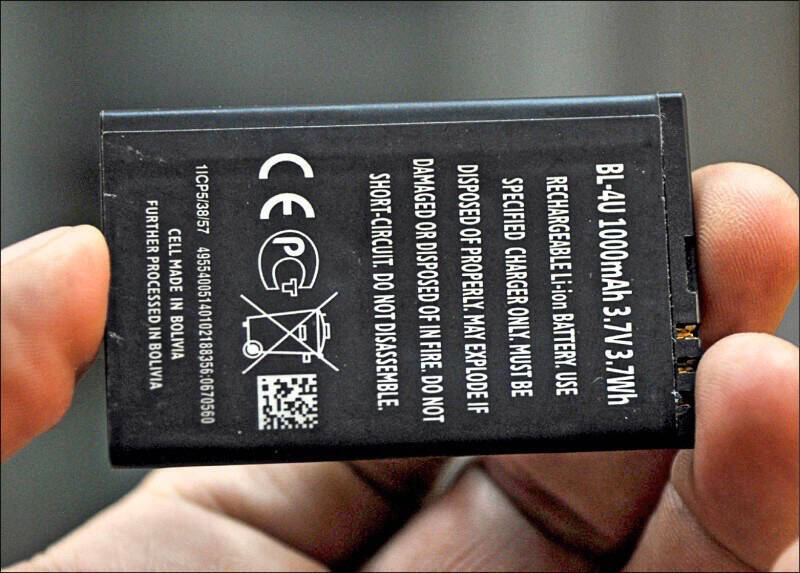 BL-4U 1000mAh 3.7V 3.7Wh
RECHARGEABLE Li-ion BATTERY. USE
SPECIFIED CHARGER ONLY. MUST BE
DISPOSED OF PROPERLY. MAY EXPLODE IF
DAMAGED OR DISPOSED OF IN FIRE. DO NOT
SHORT-CIRCUIT. DO NOT DISASSEMBLE.
CE PCT
1ICP5/38/57 49554005140102188356:0670560
CELL MADE IN BOLIVIA
FURTHER PROCESSED IN BOLIVIA